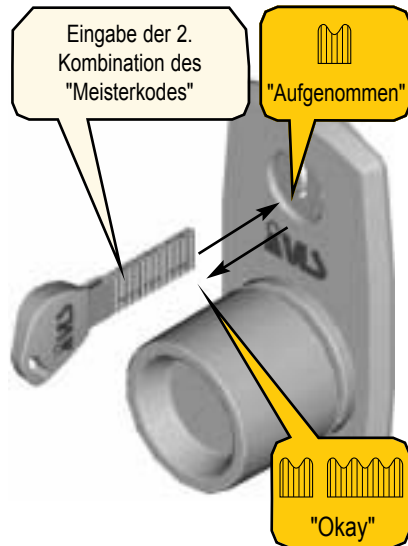 Eingabe der 2.
Kombination des
"Meisterkodes"
"Aufgenommen"
"Okay"